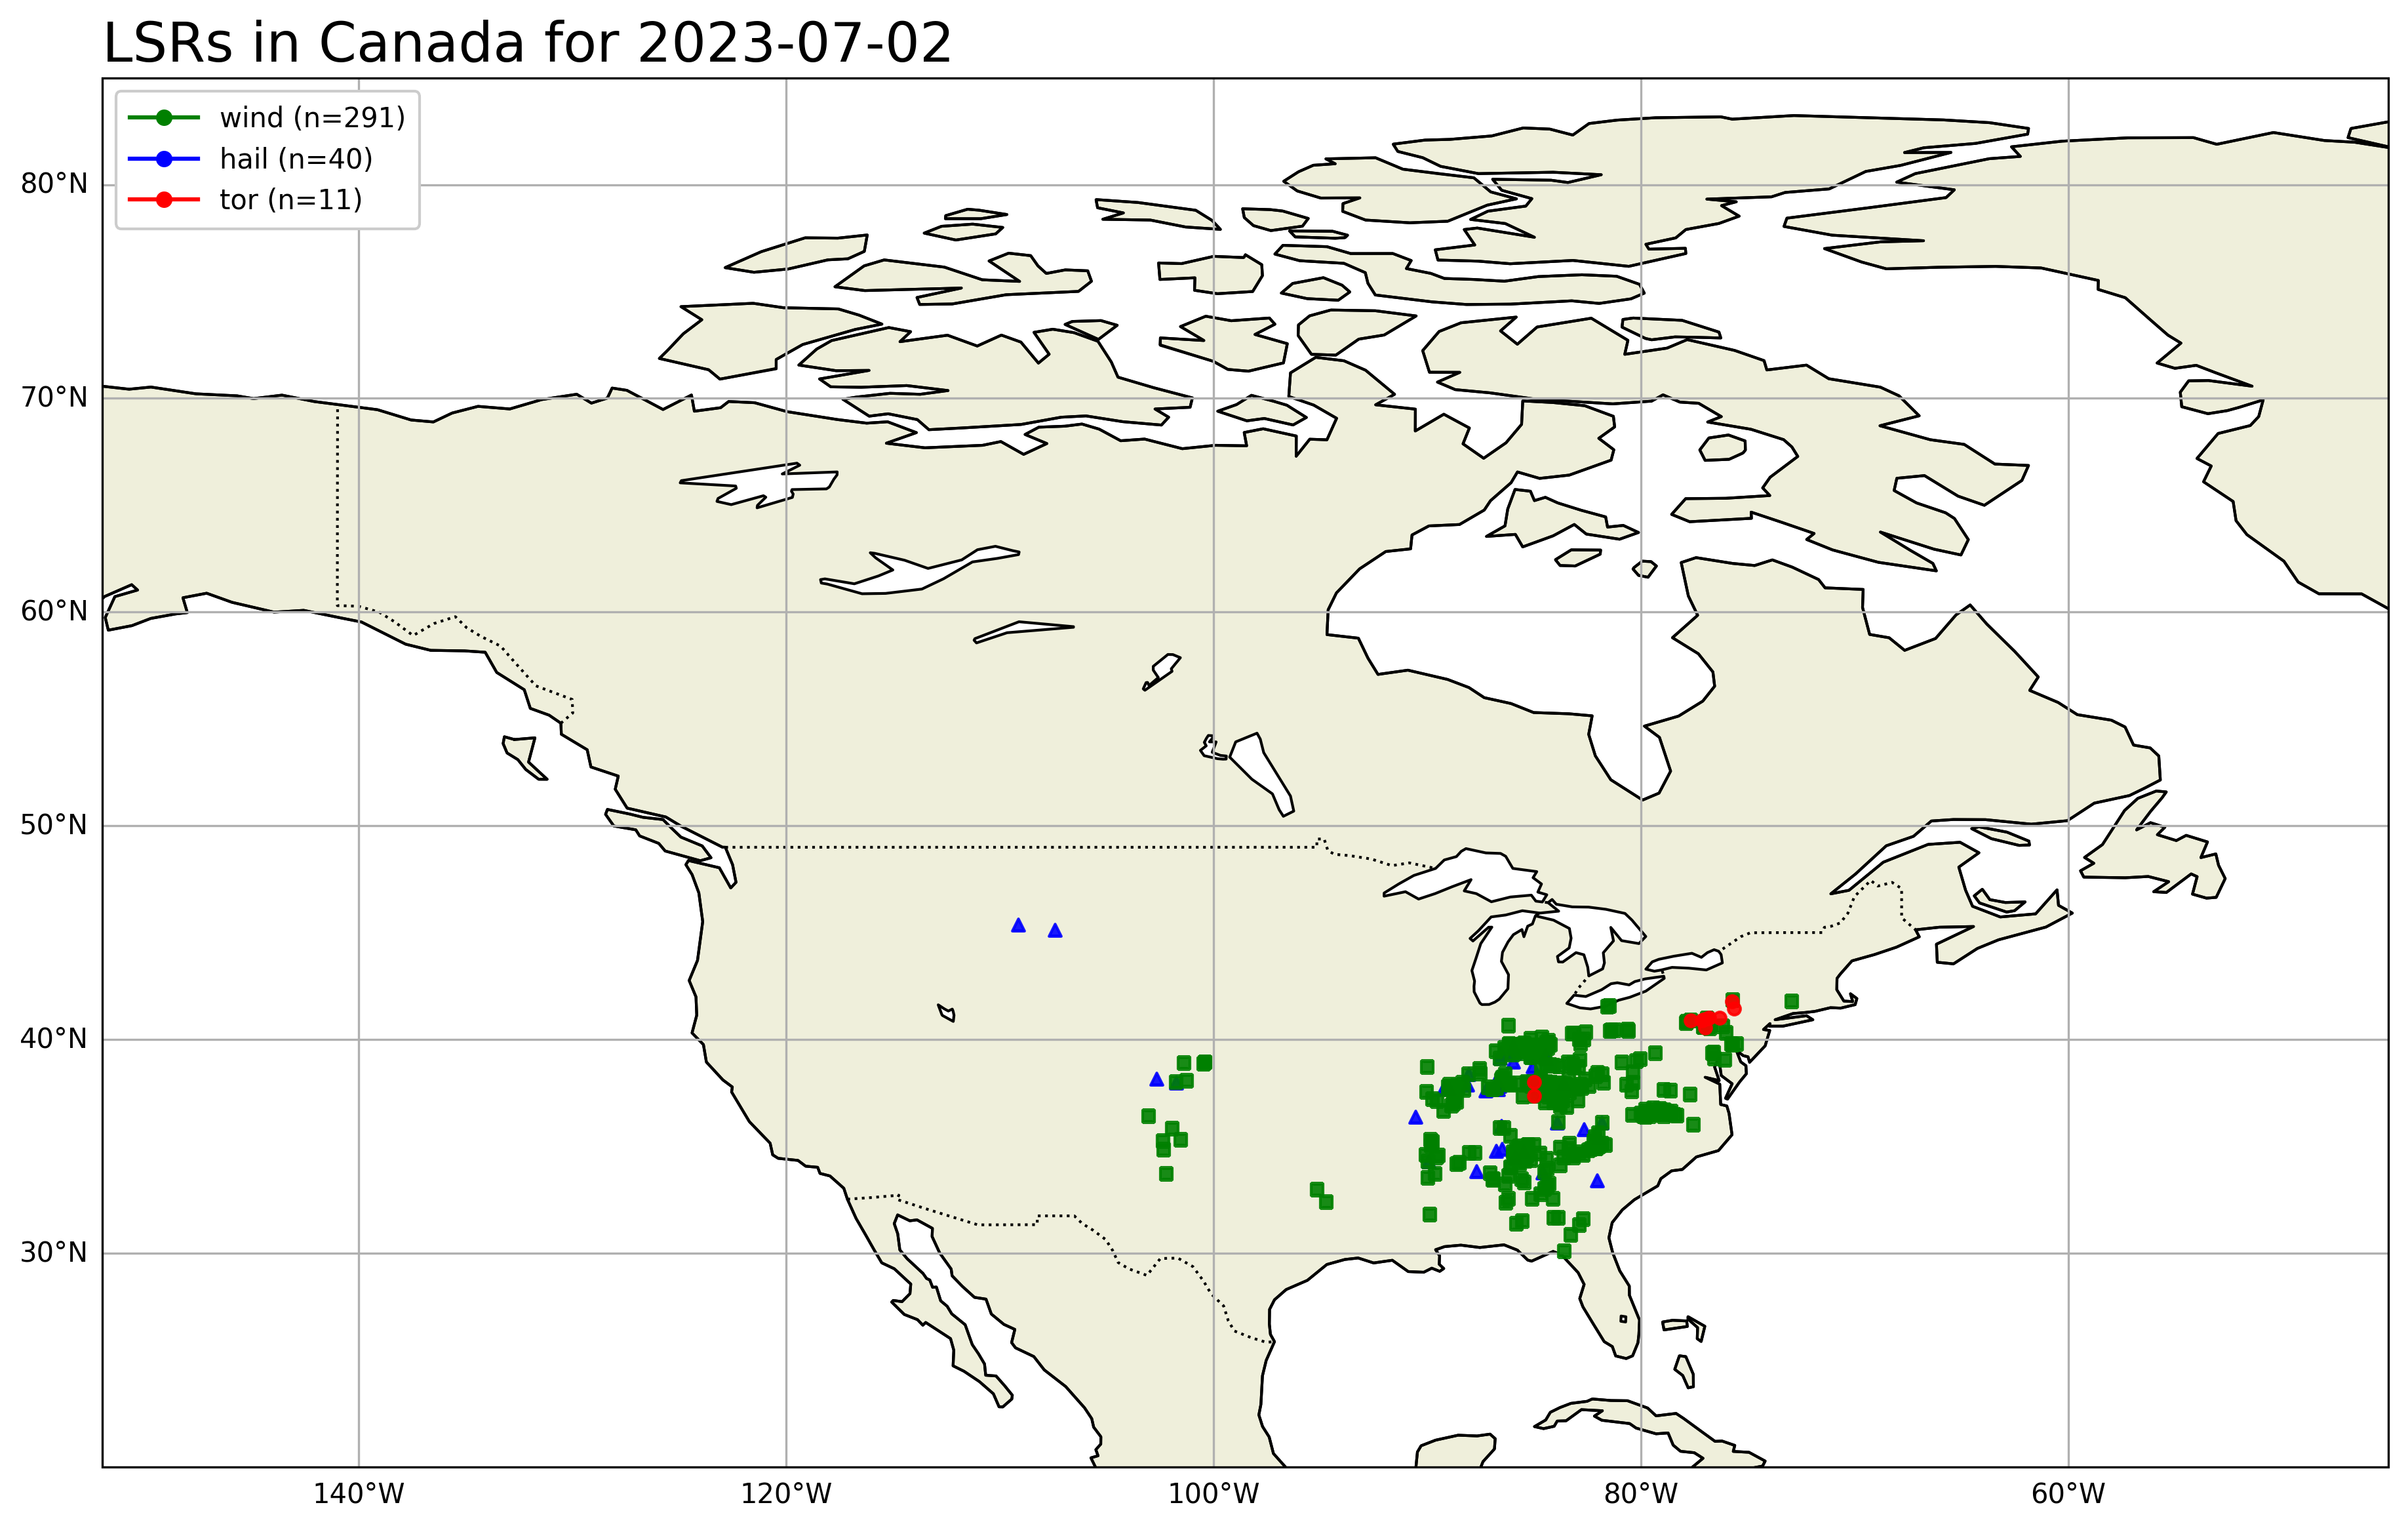 LSRs in Canada for 2023-07-02
wind (n=291)
hail (n=40)
tor (n=11)
80°N
70°N
60°N
50°N
40°N
30°N
140°W
120°W
100°W
80°W
60°W